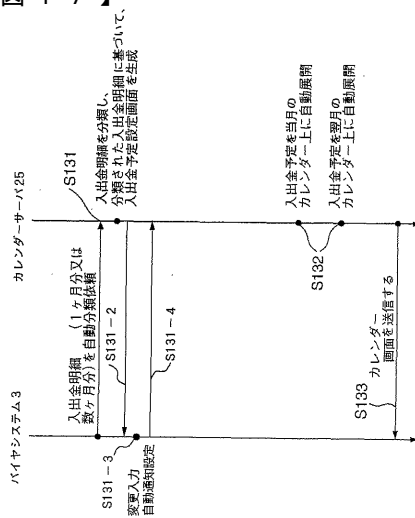 バイヤシステム3
カレンダーサーバ25
入出金明細 (1ヶ月分又は
数ヶ月分)を自動分類依頼
S131
入出金明細を分類し、
分類された入出金明細に基づいて、
入出金予定設定画面を生成
S131-2
S131-3
変更入力
自動通知設定
S131-4
入出金予定を当月の
カレンダー上に自動展開
S132
入出金予定を翌月の
カレンダー上に自動展開
S133
カレンダー
画面を送信する